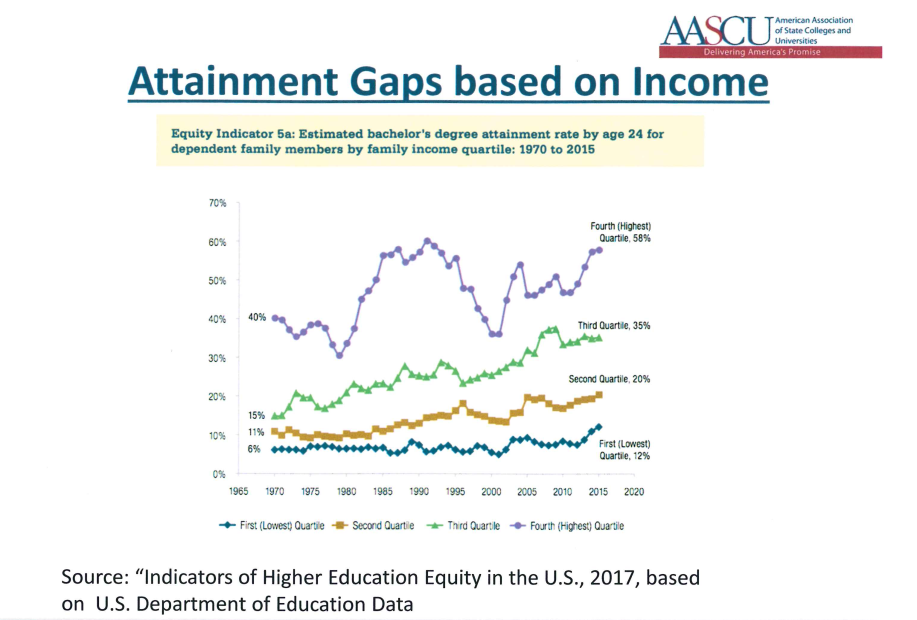 AASCU
American Association
of State Colleges and
Universities
Delivering America's Promise
Attainment Gaps based on Income
Equity Indicator 5a: Estimated bachelor's degree attainment rate by age 24 for
dependent family members by family income quartile: 1970 to 2015
70%
60%
50%
40%
30%
20%
10%
0%
40%
15%
11%
6%
Fourth (Highest)
Quartile, 58%
Third Quartile, 35%
Second Quartile, 20%
First (Lowest)
Quartile, 12%
1965 1970 1975 1980 1985 1990 1995 2000 2005 2010 2015 2020
First (Lowest) Quartile Second Quartile Third Quartile Fourth (Highest) Quartile
Source: “Indicators of Higher Education Equity in the U.S., 2017, based
on  U.S. Department of Education Data